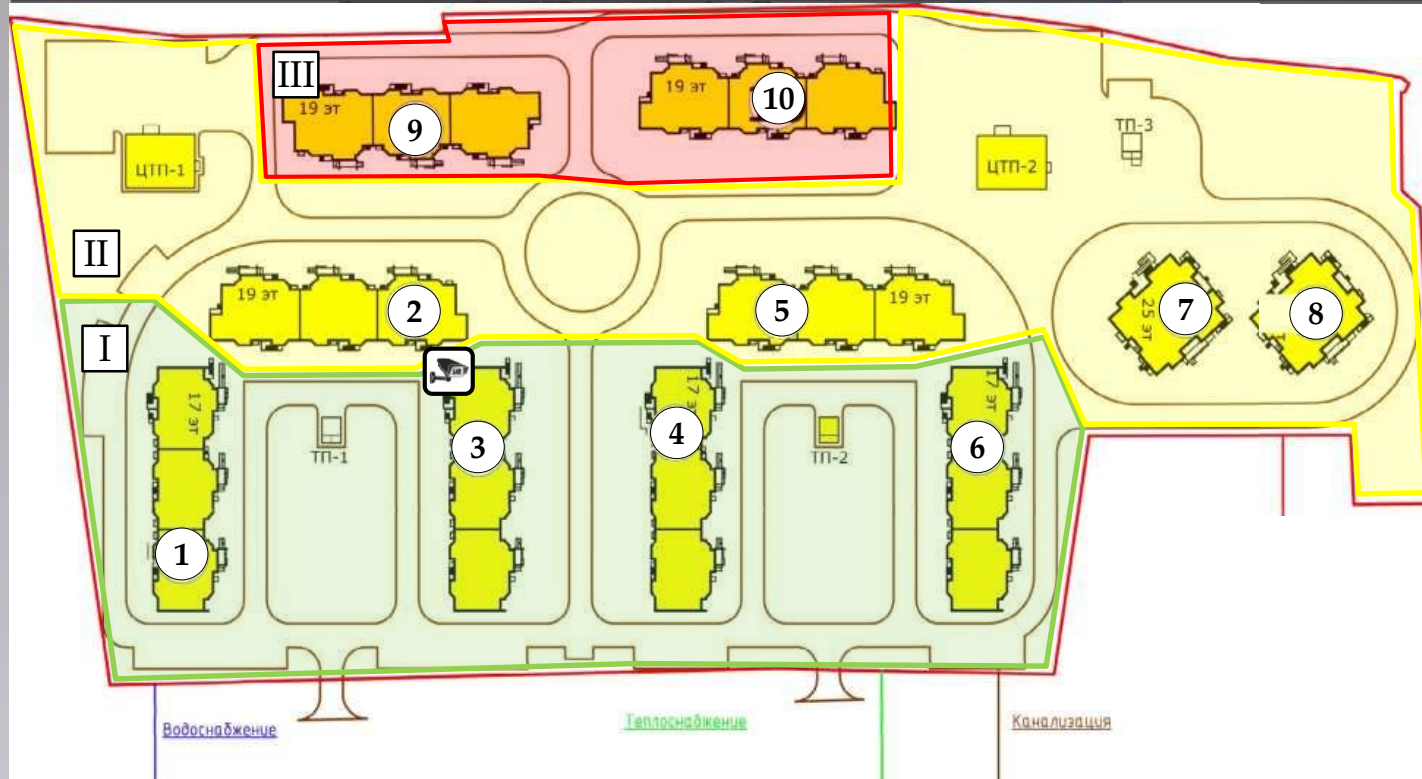 III
19 эт
9
19 эт
10
ЦТП-1
ЦТП-2
ТП-3
II
19 эт
2
5
19 эт
25 эт
7
8
I
17 эт
1
ТП-1
3
17 эт
4
ТП-2
17 эт
6
Водоснабжение
Теплоснабжение
Канализация